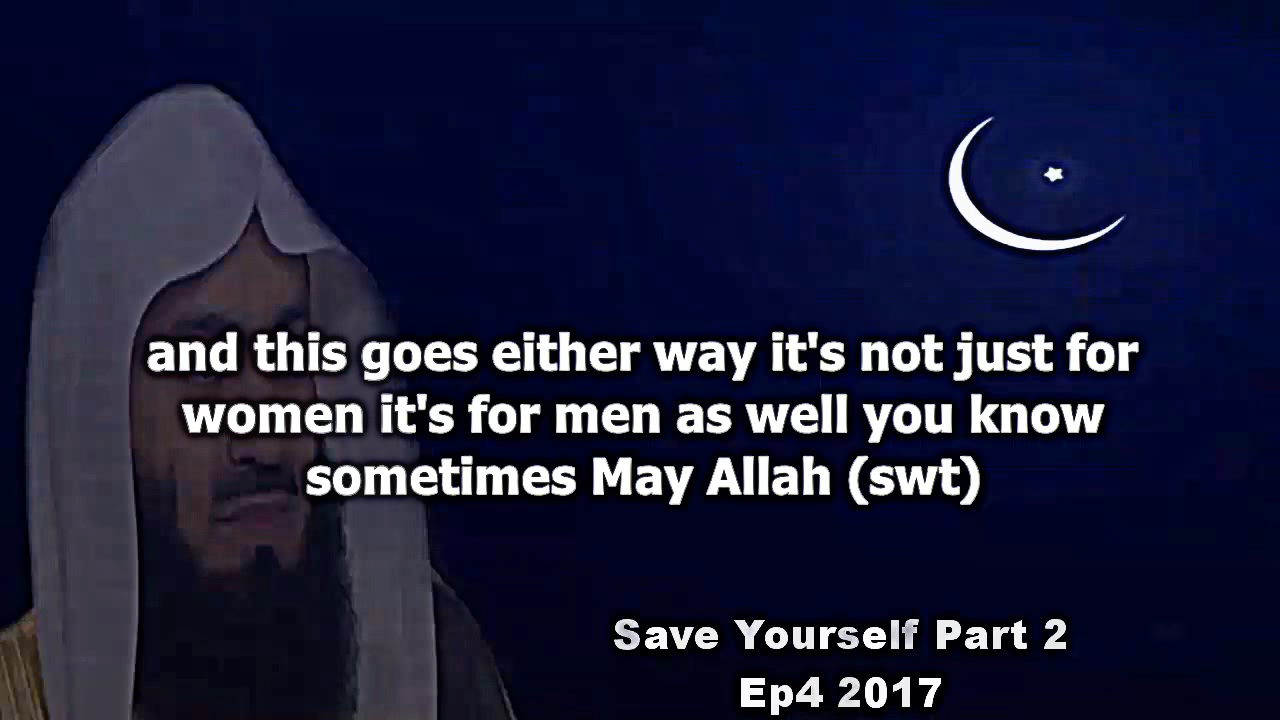 and this goes either way it's not just for
women it's for men as well you know
sometimes May Allah (swt)
Save Yourself Part 2
Ep4 2017